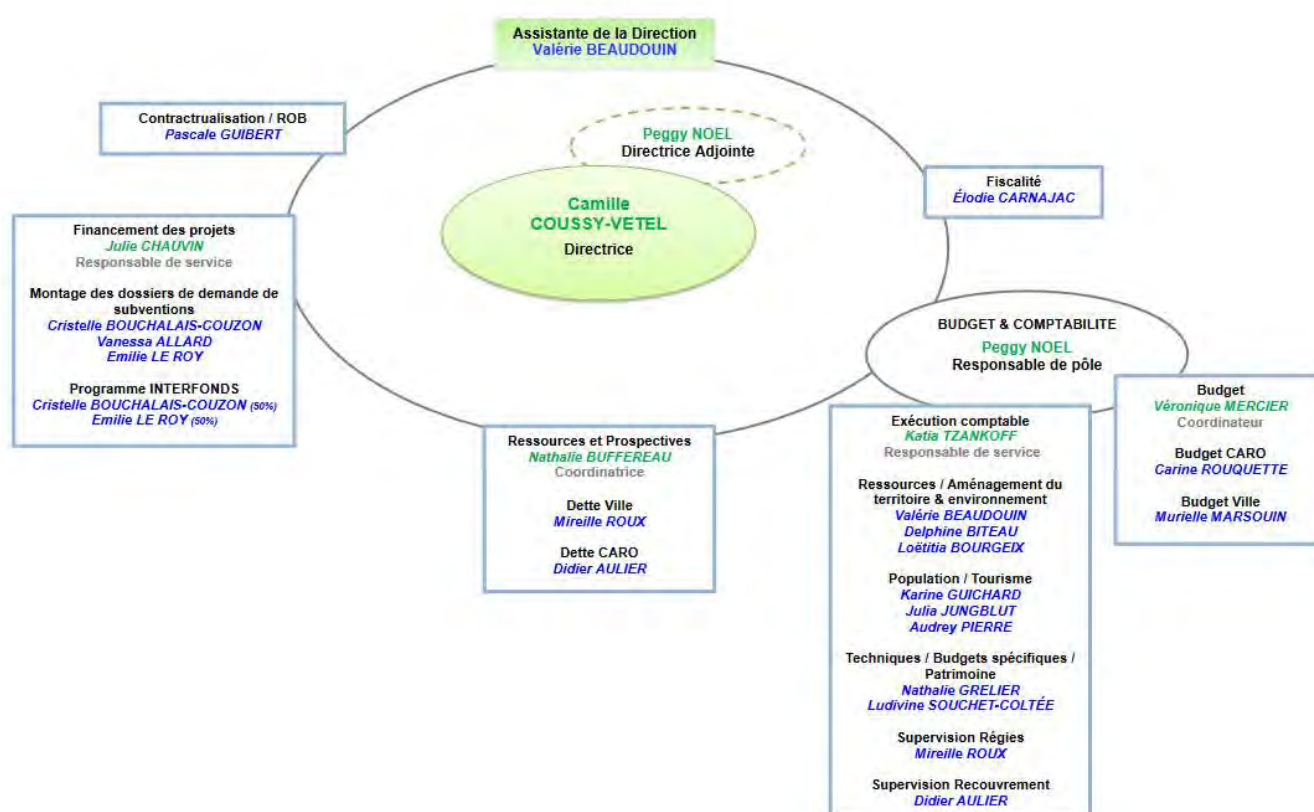 Assistante de la Direction
Valérie BEAUDOUIN
Contractrualisation / ROB
Pascale GUIBERT
Peggy NOEL
Directrice Adjointe
Camille
COUSSY-VETEL
Directrice
Fiscalité
Élodie CARNAJAC
Financement des projets
Julie CHAUVIN
Responsable de service
Montage des dossiers de demande de
subventions
Cristelle BOUCHALAIS-COUZON
Vanessa ALLARD
Emilie LE ROY
Programme INTERFONDS
Cristelle BOUCHALAIS-COUZON (50%)
Emilie LE ROY (50%)
BUDGET & COMPTABILITE
Peggy NOEL
Responsable de pôle
Ressources et Prospectives
Nathalie BUFFEREAU
Coordinatrice
Dette Ville
Mireille ROUX
Dette CARO
Didier AULIER
Exécution comptable
Katia TZANKOFF
Responsable de service
Ressources / Aménagement du
territoire & environnement
Valérie BEAUDOUIN
Delphine BITEAU
Loëtitia BOURGEIX
Population / Tourisme
Karine GUICHARD
Julia JUNGBLUT
Audrey PIERRE
Techniques / Budgets spécifiques /
Patrimoine
Nathalie GRELIER
Ludivine SOUCHET-COLTÉE
Supervision Régies
Mireille ROUX
Supervision Recouvrement
Didier AULIER
Budget
Véronique MERCIER
Coordinateur
Budget CARO
Carine ROUQUETTE
Budget Ville
Murielle MARSOUIN